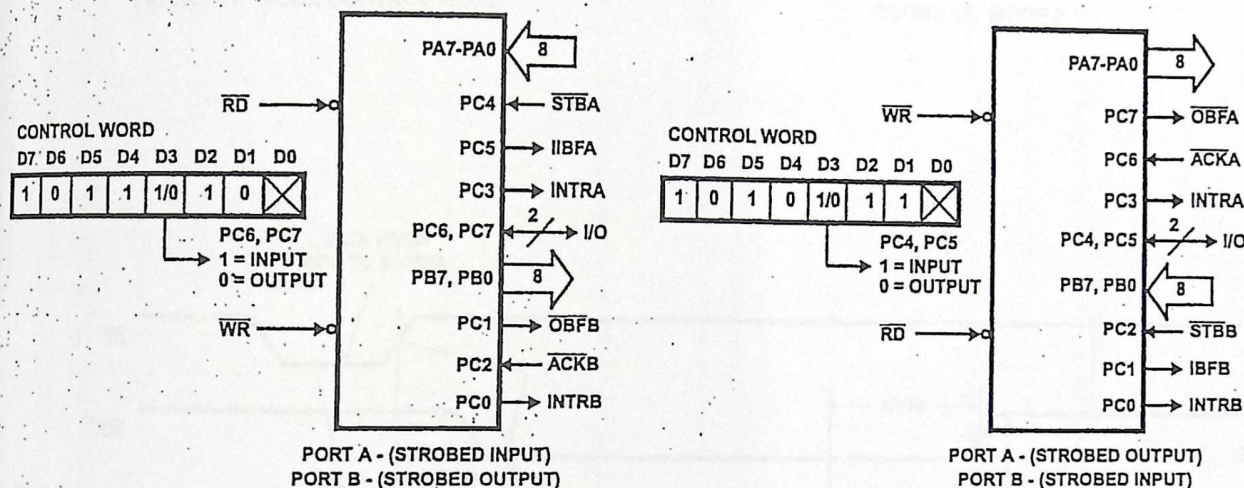 PA7-PA0
8
RD
PC4
STBA
CONTROL WORD
D7 D6 D5 D4 D3 D2 D1 D0
1 0 1 1 1/0 1 0
PC5
IIBFA
PC3
INTRA
PC6, PC7
2
I/O
PC6, PC7
1 = INPUT
0 = OUTPUT
PB7, PB0
8
WR
PC1
OBFB
PC2
ACKB
PC0
INTRB
PORT A - (STROBED INPUT)
PORT B - (STROBED OUTPUT)
PA7-PA0
8
WR
PC7
OBFA
CONTROL WORD
D7 D6 D5 D4 D3 D2 D1 D0
1 0 1 0 1/0 1 1
PC6
ACKA
PC3
INTRA
PC4, PC5
2
I/O
PC4, PC5
1 = INPUT
0 = OUTPUT
PB7, PB0
8
RD
PC2
STBB
PC1
IBFB
PC0
INTRB
PORT A - (STROBED OUTPUT)
PORT B - (STROBED INPUT)